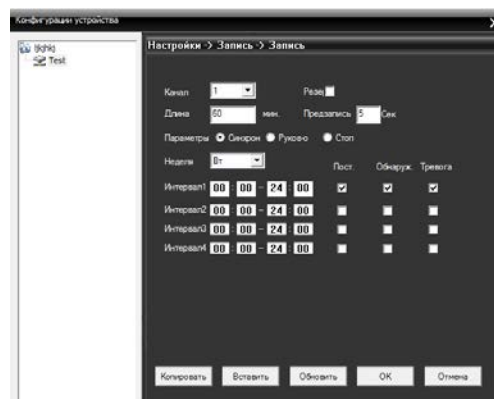 Конфигурации устройства
Test
Настройки -> Запись -> Запись
Канал 1 Резер
Длина 60 мин. Предзапись 5 Сек
Параметры Синхрон Руков-о Стоп
Недели Вт Пост. Обнаруж. Тревога
Интервал1 00 : 00 - 24 : 00
Интервал2 00 : 00 - 24 : 00
Интервал3 00 : 00 - 24 : 00
Интервал4 00 : 00 - 24 : 00
Копировать Вставить Обновить OK Отмена